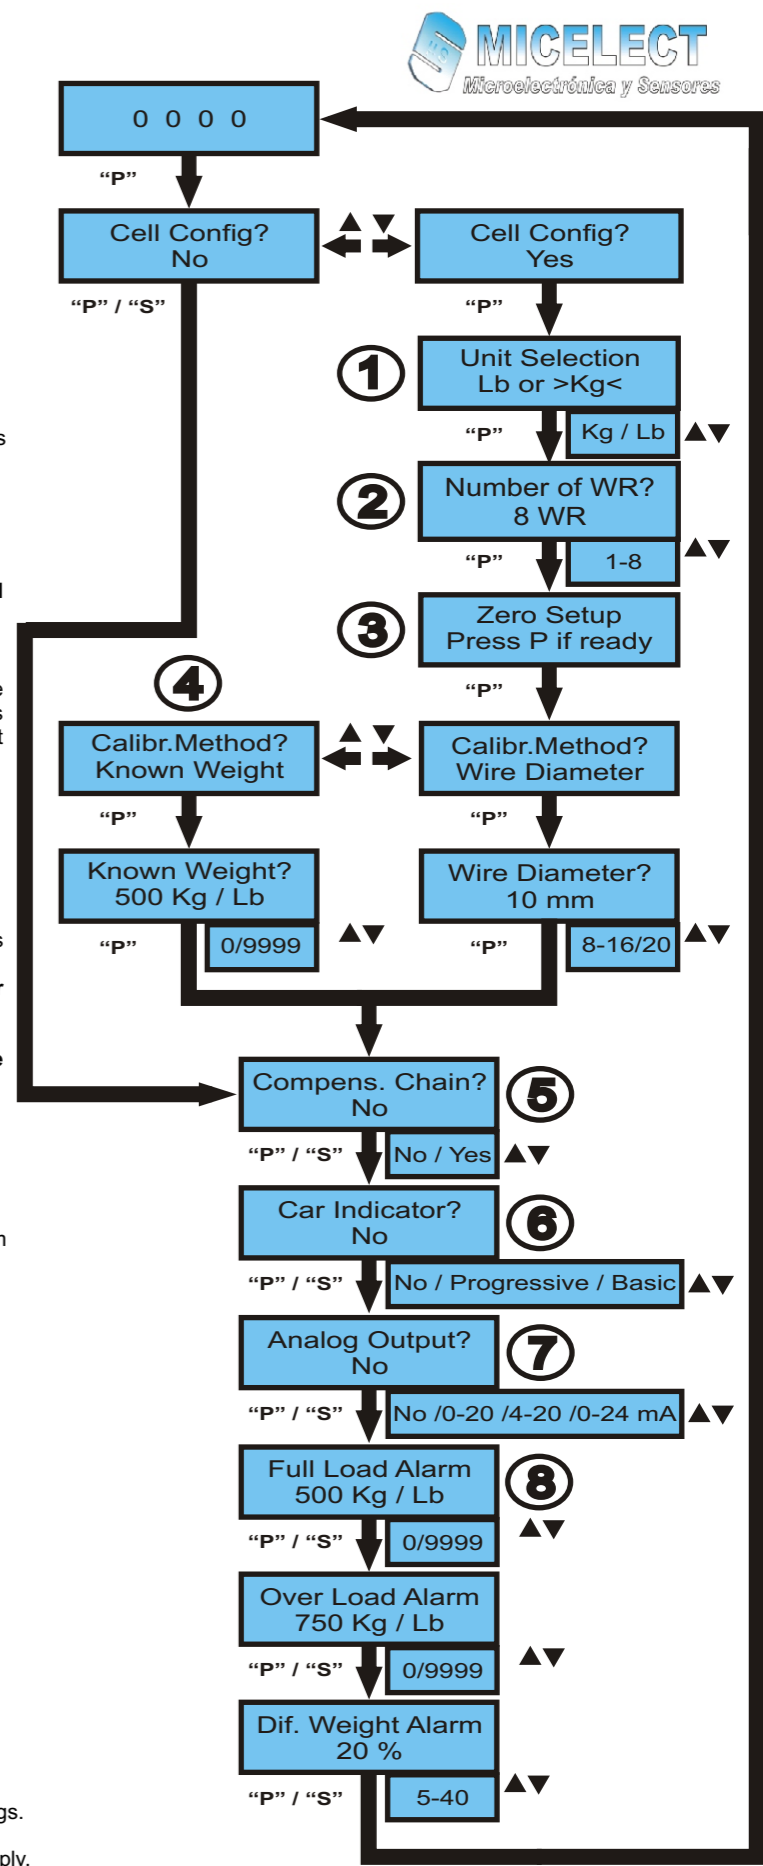 MICELECT
Microelectrónica y Sensores
0 0 0 0
“P”
Cell Config?
No
Cell Config?
Yes
“P” / “S”
“P”
1
Unit Selection
Lb or >Kg<
“P”
Kg / Lb
s
2
Number of WR?
8 WR
“P”
1-8
3
Zero Setup
Press P if ready
“P”
4
e
s
t
Calibr.Method?
Known Weight
Calibr.Method?
Wire Diameter
“P”
“P”
Known Weight?
500 Kg / Lb
Wire Diameter?
10 mm
“P”
0/9999
“P”
8-16/20
s
r
e
Compens. Chain?
No
5
“P” / “S”
No / Yes
Car Indicator?
No
6
“P” / “S”
No / Progressive / Basic
Analog Output?
No
7
“P” / “S”
No /0-20 /4-20 /0-24 mA
Full Load Alarm
500 Kg / Lb
8
“P” / “S”
0/9999
Over Load Alarm
750 Kg / Lb
“P” / “S”
0/9999
Dif. Weight Alarm
20 %
“P” / “S”
5-40
gs.
ply.